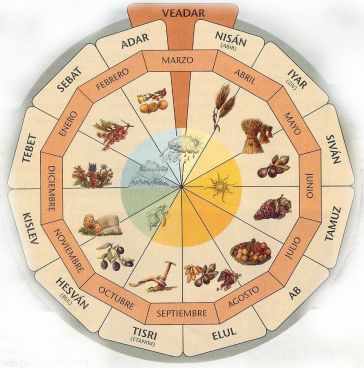 VEADAR
NISÁN
(ABIB)
IYAR
(ZIV)
SIVÁN
TAMUZ
AB
ELUL
TISRI
(ETANIM)
HESVÁN
(BUL)
KISLEV
TEBET
SEBAT
ADAR
MARZO
ABRIL
MAYO
JUNIO
JULIO
AGOSTO
SEPTIEMBRE
OCTUBRE
NOVIEMBRE
DICIEMBRE
ENERO
FEBRERO